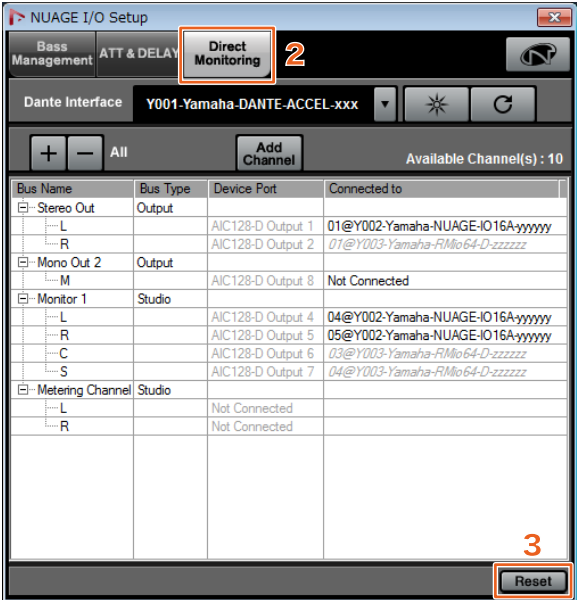 NUAGE I/O Setup
Bass Management
ATT & DELAY
Direct Monitoring
2
Dante Interface
Y001-Yamaha-DANTE-ACCEL-xxx
+ − All
Add Channel
Available Channel(s) : 10
Bus Name Bus Type Device Port Connected to
Stereo Out Output
L AIC128-D Output 1 01@Y002-Yamaha-NUAGE-IO16A-yyyyyy
R AIC128-D Output 2 01@Y003-Yamaha-RMio64-D-zzzzzz
Mono Out 2 Output
M AIC128-D Output 8 Not Connected
Monitor 1 Studio
L AIC128-D Output 4 04@Y002-Yamaha-NUAGE-IO16A-yyyyyy
R AIC128-D Output 5 05@Y002-Yamaha-NUAGE-IO16A-yyyyyy
C AIC128-D Output 6 03@Y003-Yamaha-RMio64-D-zzzzzz
S AIC128-D Output 7 04@Y003-Yamaha-RMio64-D-zzzzzz
Metering Channel Studio
L Not Connected
R Not Connected
3
Reset